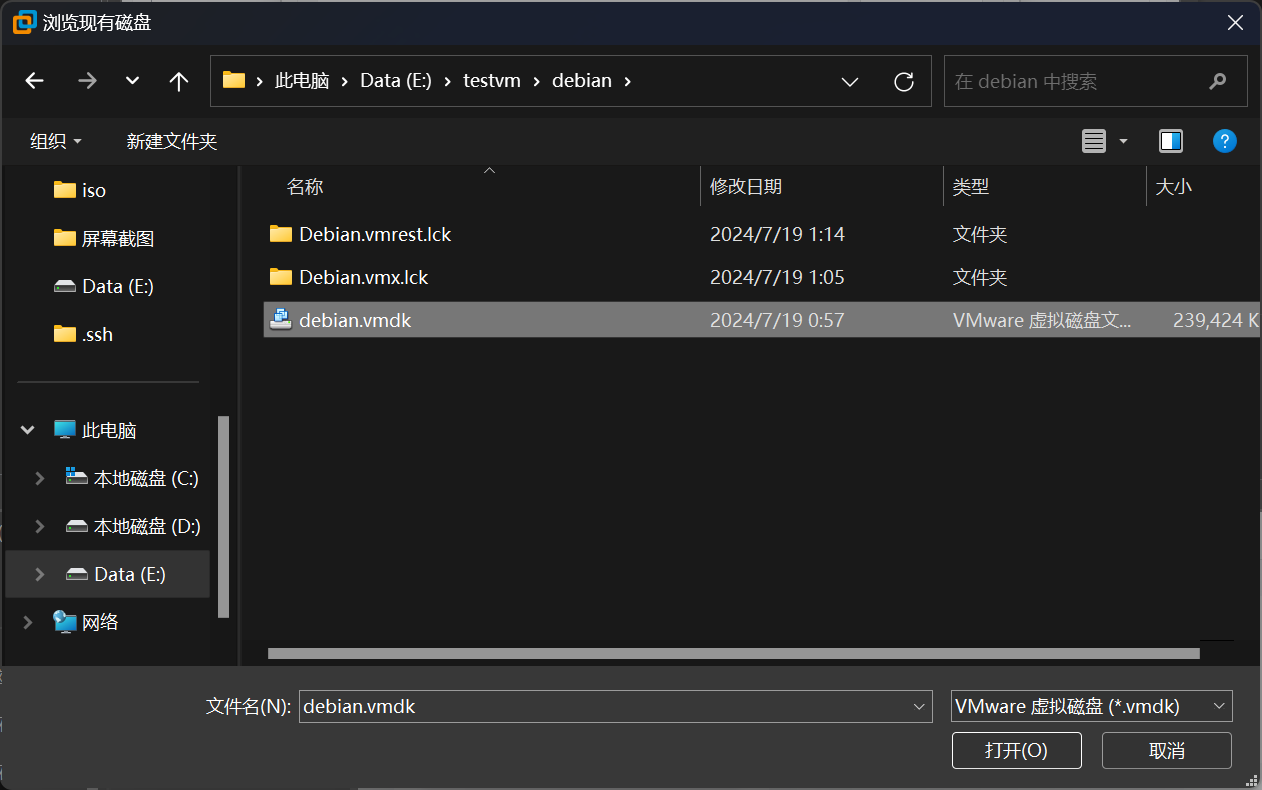 浏览现有磁盘
此电脑 Data (E:) testvm debian
在 debian 中搜索
组织 新建文件夹
名称 修改日期 类型 大小
iso
屏幕截图
Data (E:)
.ssh
此电脑
本地磁盘 (C:)
本地磁盘 (D:)
Data (E:)
网络
Debian.vmrest.lck 2024/7/19 1:14 文件夹
Debian.vmx.lck 2024/7/19 1:05 文件夹
debian.vmdk 2024/7/19 0:57 VMware 虚拟磁盘文... 239,424 K
文件名(N): debian.vmdk VMware 虚拟磁盘 (*.vmdk)
打开(O) 取消